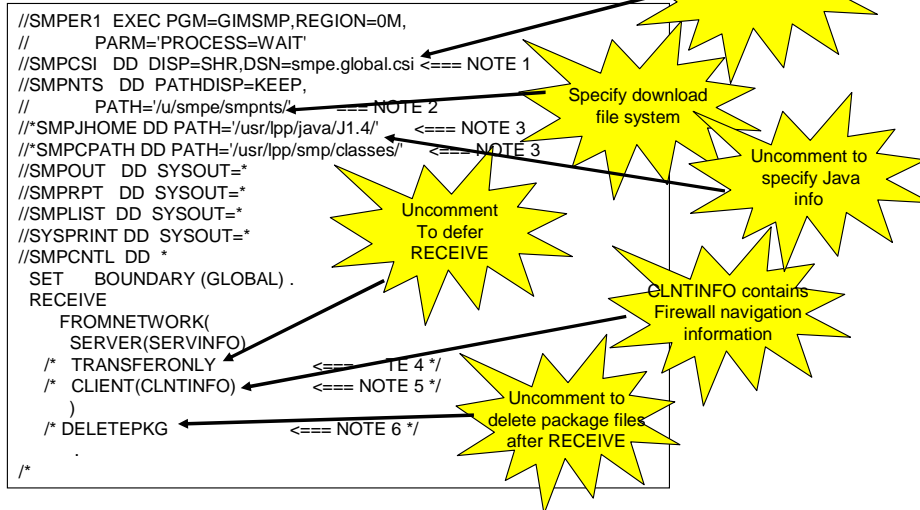 //SMPER1 EXEC PGM=GIMSMP,REGION=0M,
// PARM='PROCESS=WAIT'
//SMPCSI DD DISP=SHR,DSN=smpe.global.csi <=== NOTE 1
//SMPNTS DD PATHDISP=KEEP,
// PATH='/u/smpe/smpnts/' === NOTE 2
//*SMPJHOME DD PATH='/usr/lpp/java/J1.4/' <=== NOTE 3
//*SMPCPATH DD PATH='/usr/lpp/smp/classes/' <=== NOTE 3
//SMPOUT DD SYSOUT=*
//SMPRPT DD SYSOUT=*
//SMPLIST DD SYSOUT=*
//SYSPRINT DD SYSOUT=*
//SMPCNTL DD *
SET BOUNDARY (GLOBAL) .
RECEIVE
FROMNETWORK(
SERVER(SERVINFO)
/* TRANSFERONLY <=== TE 4 */
/* CLIENT(CLNTINFO) <=== NOTE 5 */
)
/* DELETEPKG <=== NOTE 6 */
.
/*
Specify download
file system
Uncomment to
specify Java
info
Uncomment
To defer
RECEIVE
CLNTINFO contains
Firewall navigation
information
Uncomment to
delete package files
after RECEIVE